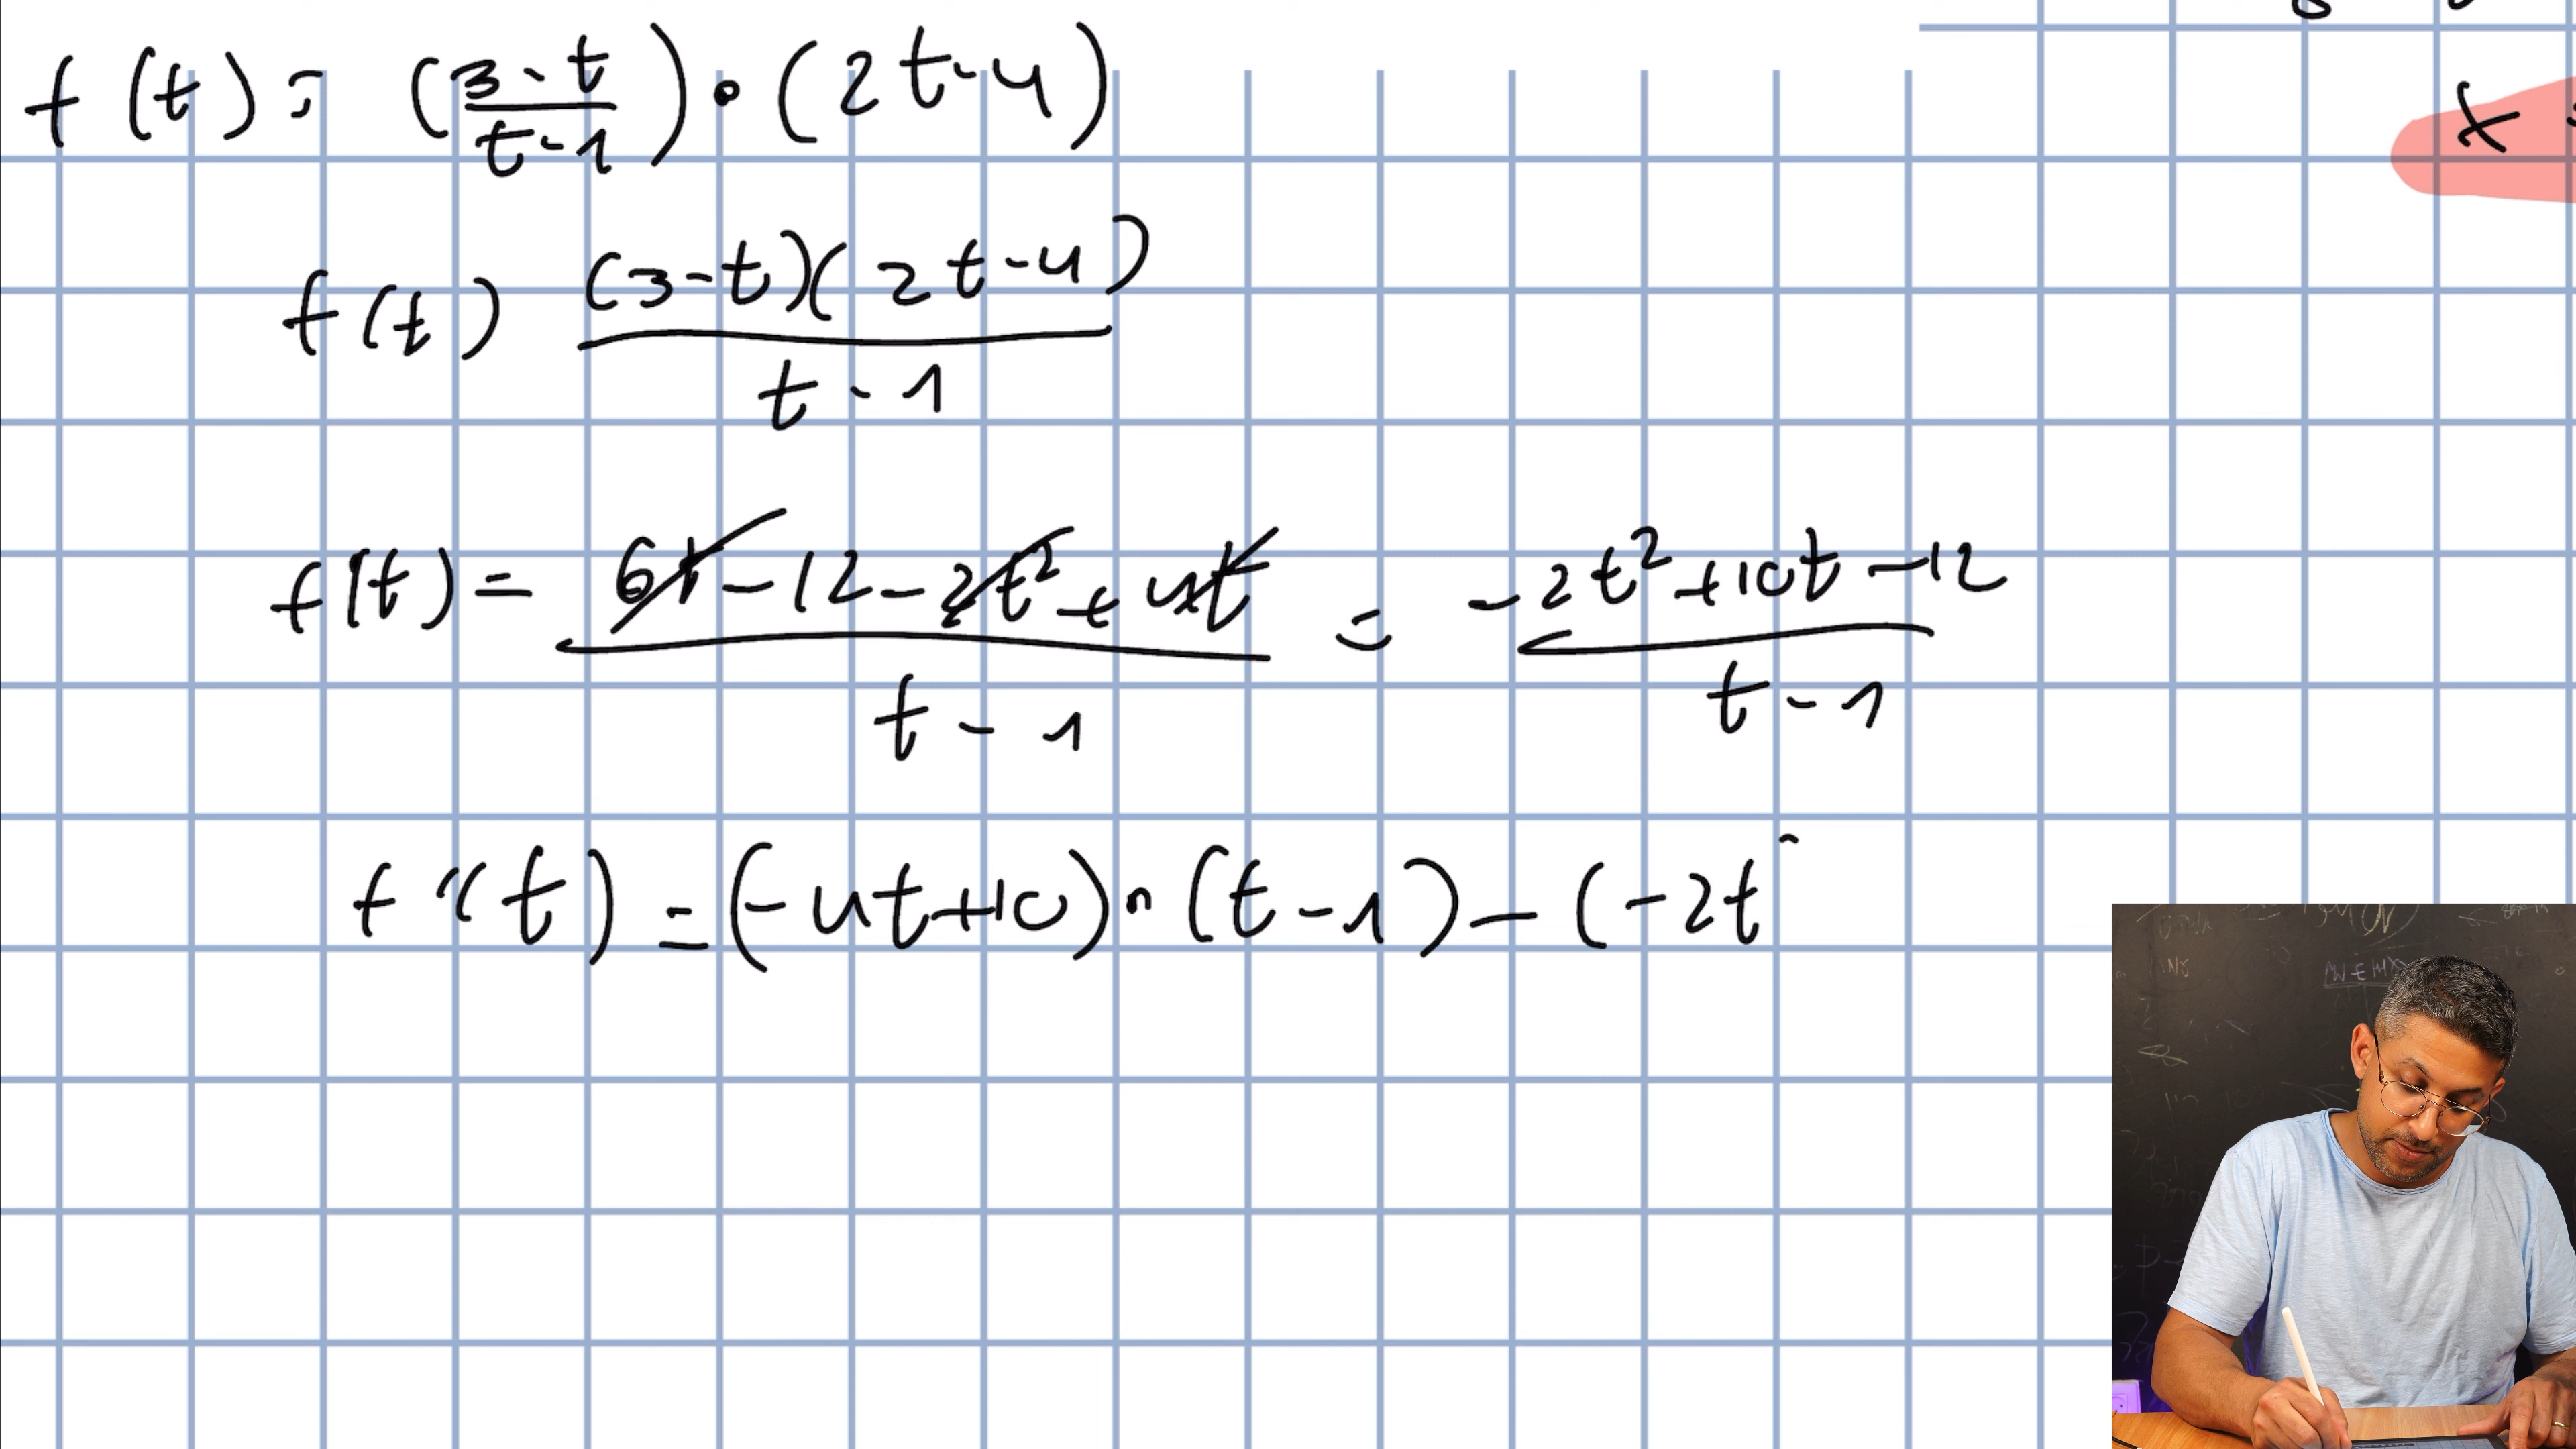 f(t) = (3-t/t-1) • (2t-4)
x
f(t) (3-t)(2t-4)/t-1
f(t) = 6t-12-2t²+4t/t-1 = -2t²+10t-12/t-1
f'(t) = (-4t+10)•(t-1)-(-2t